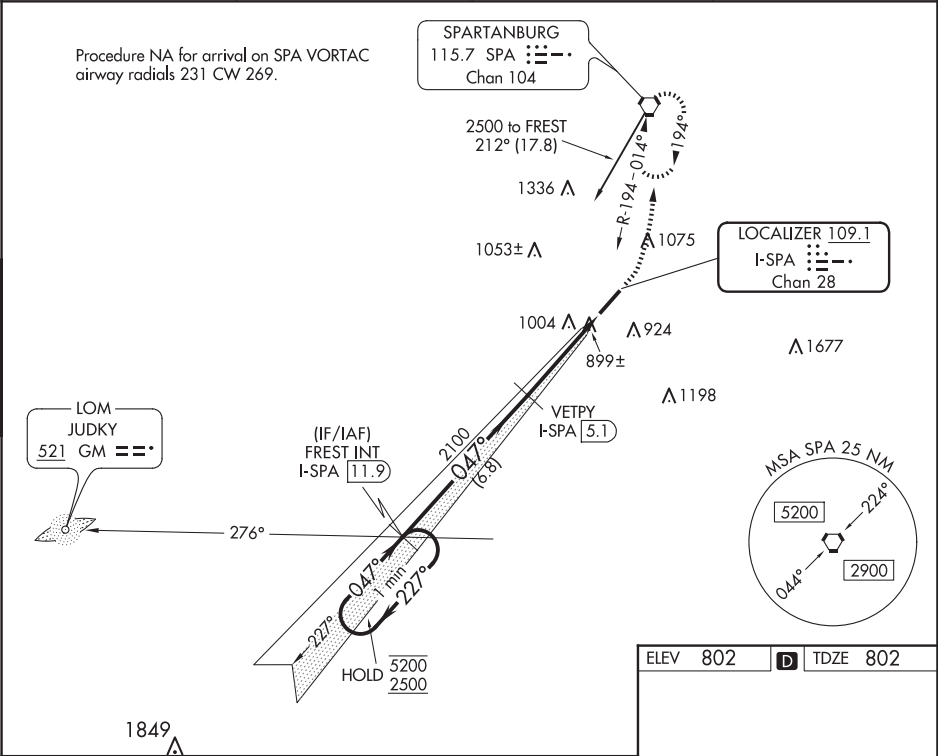 Procedure NA for arrival on SPA VORTAC
airway radials 231 CW 269.
SPARTANBURG
115.7 SPA
Chan 104
2500 to FREST
212° (17.8)
R-194
014°
194°
1336
1053±
1075
LOCALIZER 109.1
I-SPA
Chan 28
1004
924
899±
1677
1198
VETPY
I-SPA 5.1
LOM
JUDKY
521 GM
(IF/IAF)
FREST INT
I-SPA 11.9
2100
047°
(6.8)
276°
047°
1 min
227°
227°
HOLD 5200
2500
MSA SPA 25 NM
5200
224°
044°
2900
1849
ELEV 802 D TDZE 802